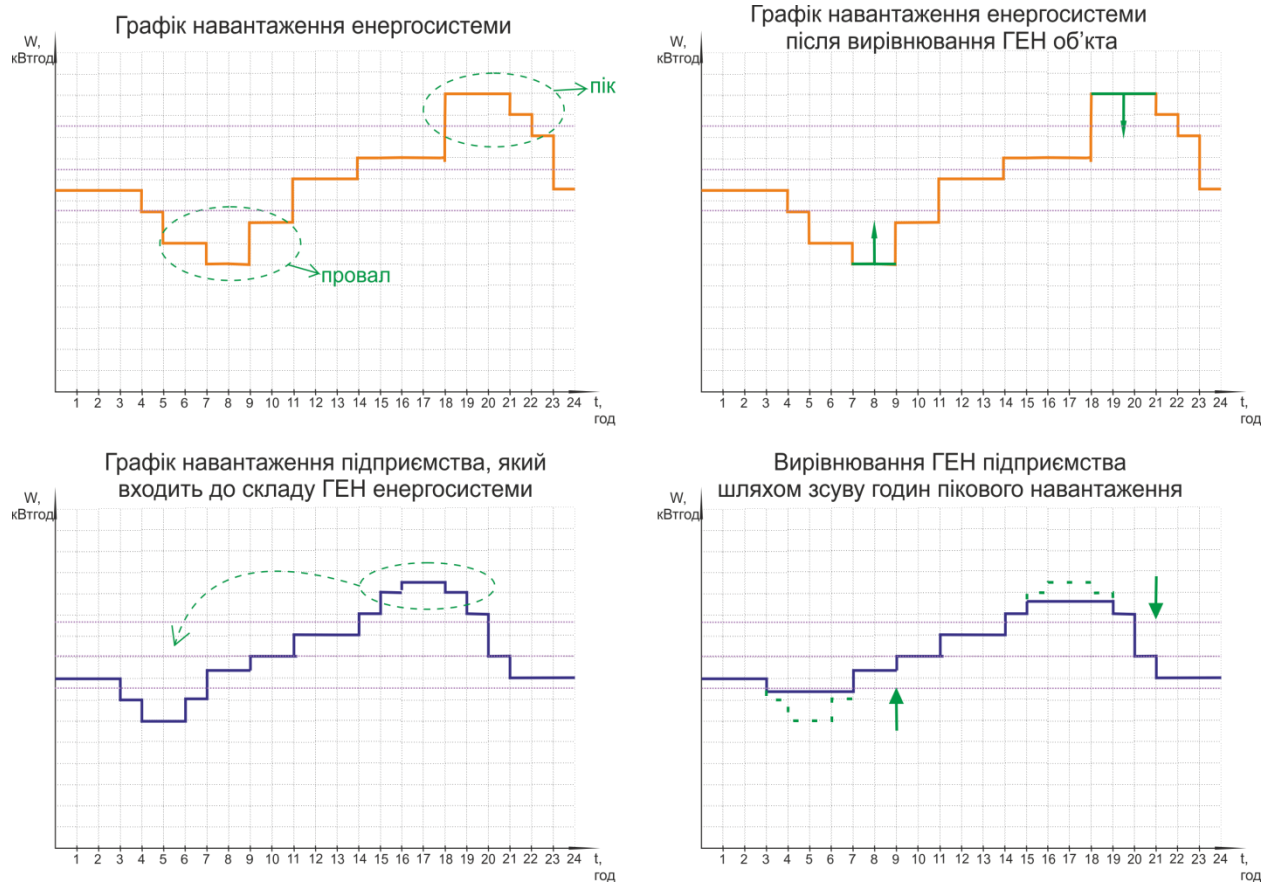 Графік навантаження енергосистеми
W,
кВтгод
пік
провал
1 2 3 4 5 6 7 8 9 10 11 12 13 14 15 16 17 18 19 20 21 22 23 24 t,
год
Графік навантаження енергосистеми
після вирівнювання ГЕН об’кта
W,
кВтгод
1 2 3 4 5 6 7 8 9 10 11 12 13 14 15 16 17 18 19 20 21 22 23 24 t,
год
Графік навантаження підприємства, який
входить до складу ГЕН енергосистеми
W,
кВтгод
1 2 3 4 5 6 7 8 9 10 11 12 13 14 15 16 17 18 19 20 21 22 23 24 t,
год
Вирівнювання ГЕН підприємства
шляхом зсуву годин пікового навантаження
W,
кВтгод
1 2 3 4 5 6 7 8 9 10 11 12 13 14 15 16 17 18 19 20 21 22 23 24 t,
год